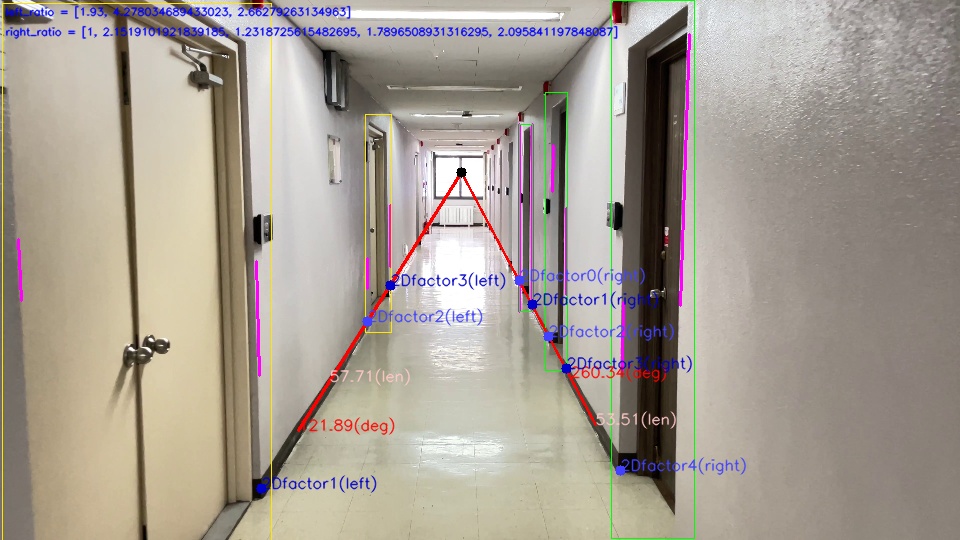 left_ratio = [1.93, 4.278034689433023, 2.66279263134963]
right_ratio = [1, 2.1519101921839185, 1.2318725615482695, 1.7896508931316295, 2.095841197848087]
2Dfactor0(right)
2Dfactor3(left)
2Dfactor1(right)
2Dfactor2(left)
2Dfactor2(right)
2Dfactor3(right)
260.34(deg)
57.71(len)
53.51(len)
21.89(deg)
2Dfactor4(right)
2Dfactor1(left)